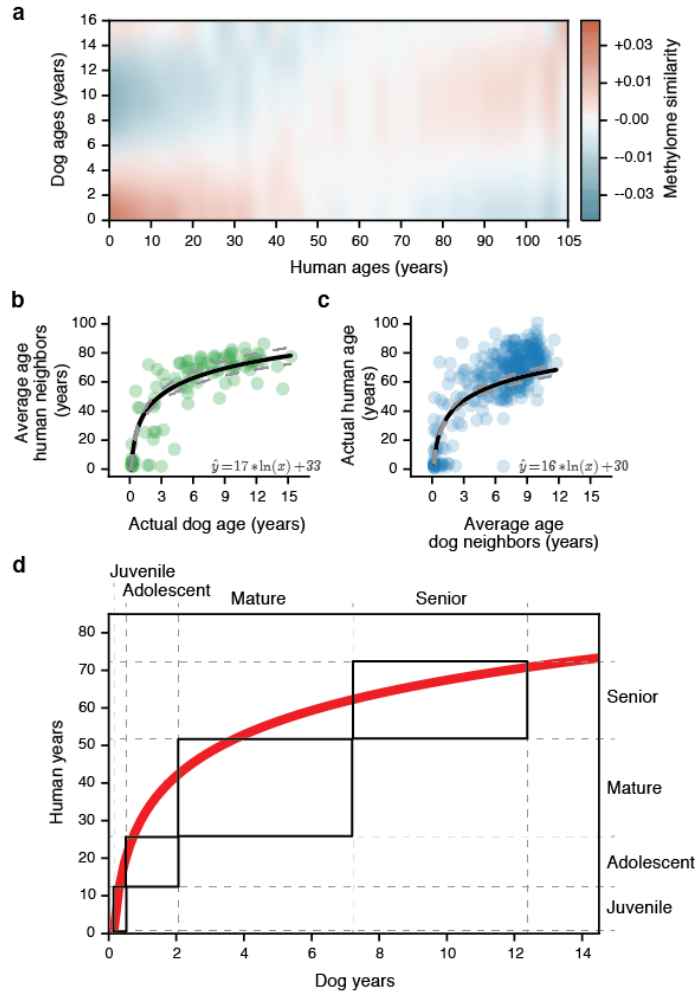 a
16
14
12
10
8
6
4
2
0
Dog ages (years)
0 10 20 30 40 50 60 70 80 90 100 105
Human ages (years)
+0.03
+0.01
-0.00
--0.01
--0.03
Methylome similarity
b
100
80
60
40
20
0
Average age
human neighbors
(years)
ŷ=17*ln(x)+33
0 3 6 9 12 15
Actual dog age (years)
c
100
80
60
40
20
0
Actual human age
(years)
ŷ=16*ln(x)+30
0 3 6 9 12 15
Average age
dog neighbors (years)
d
Juvenile
Adolescent
Mature
Senior
80
70
60
50
40
30
20
10
0
Human years
Senior
Mature
Adolescent
Juvenile
0 2 4 6 8 10 12 14
Dog years